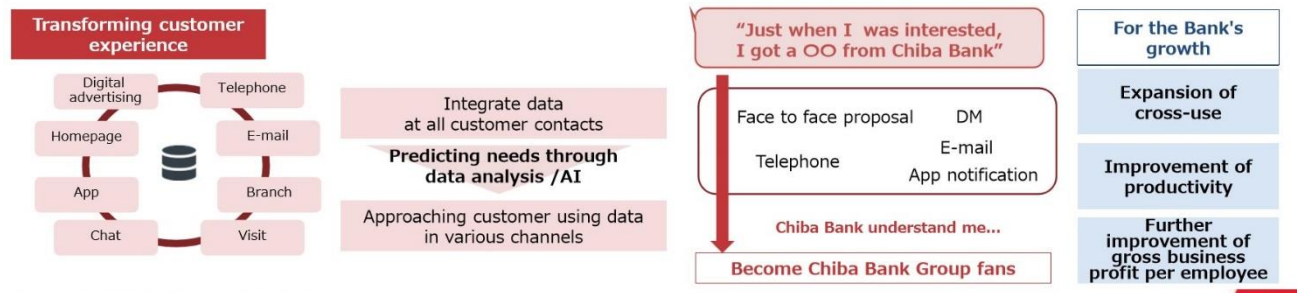 Transforming customer
experience
Digital
advertising
Telephone
Homepage
E-mail
App
Branch
Chat
Visit
Integrate data
at all customer contacts
Predicting needs through
data analysis /AI
Approaching customer using data
in various channels
“Just when I was interested,
I got a OO from Chiba Bank”
Face to face proposal
DM
Telephone
E-mail
App notification
Chiba Bank understand me...
Become Chiba Bank Group fans
For the Bank's
growth
Expansion of
cross-use
Improvement of
productivity
Further
improvement of
gross business
profit per employee